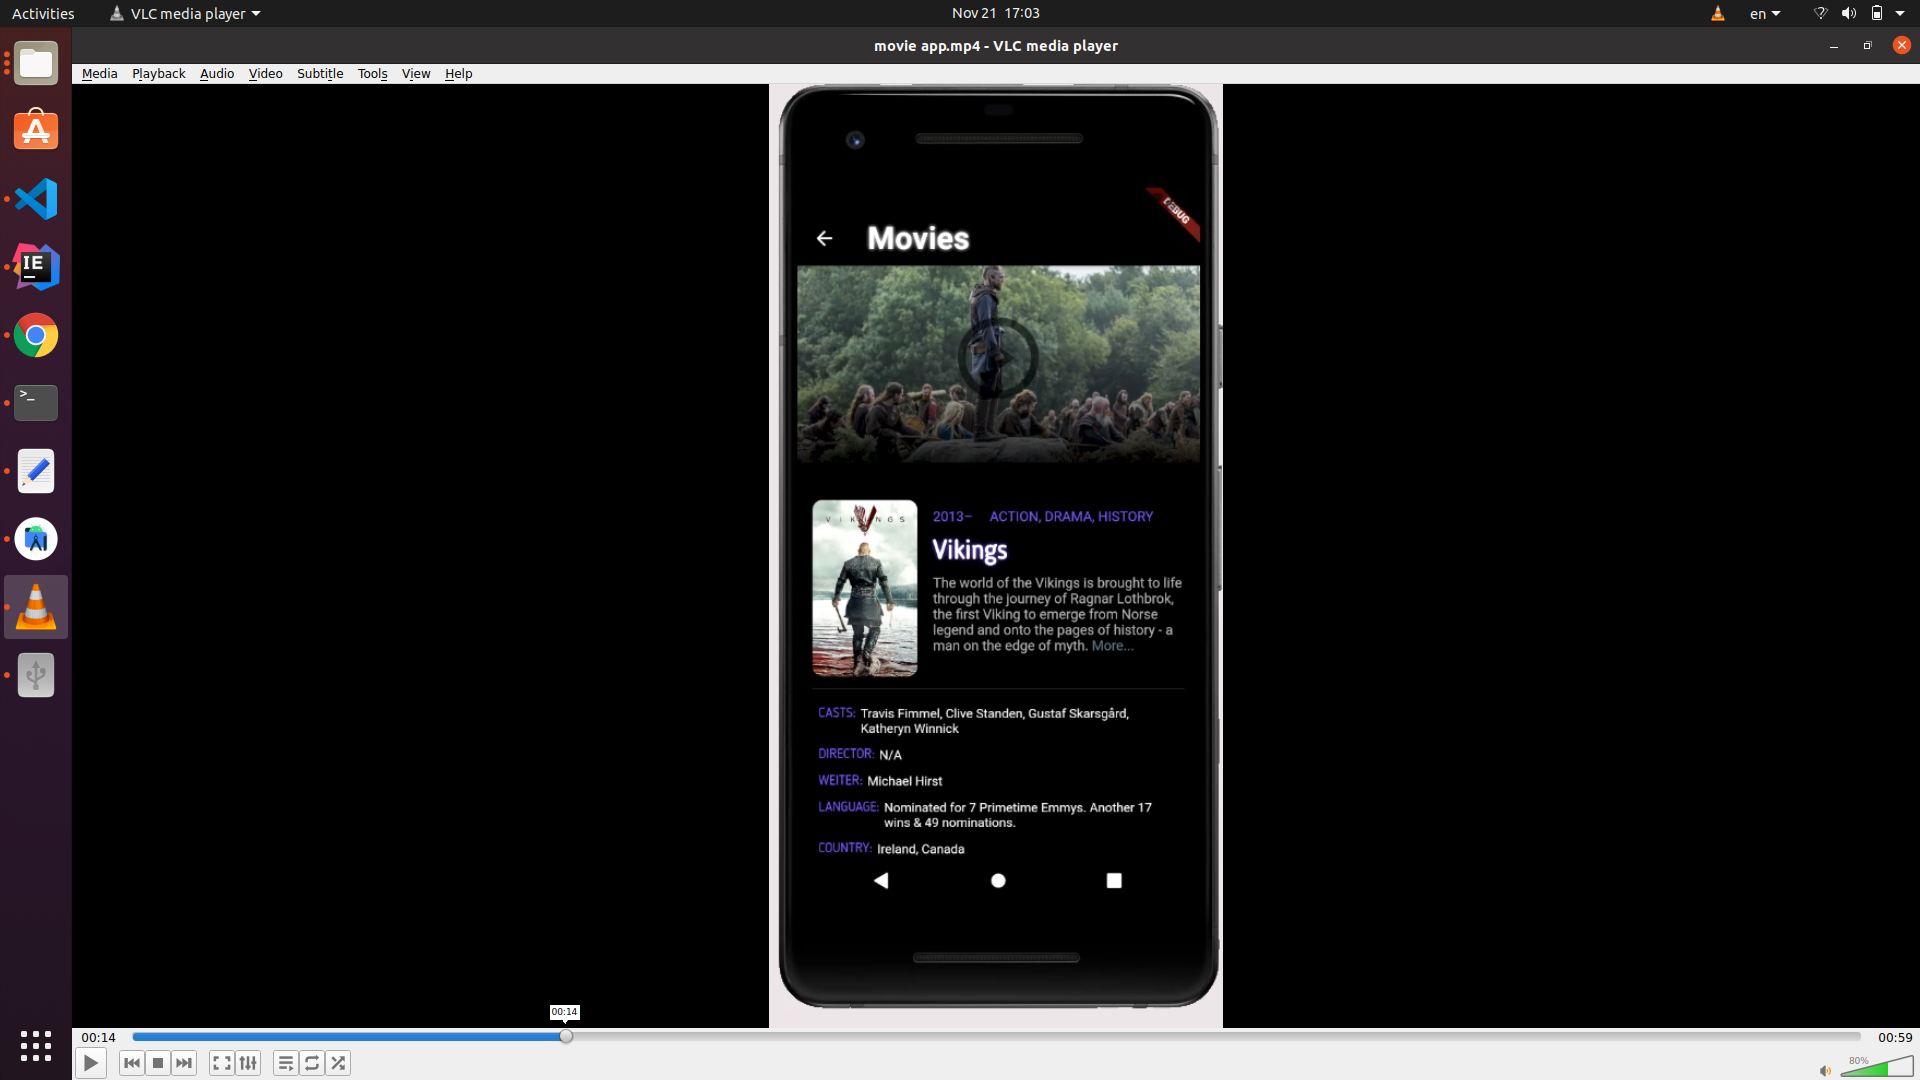 Activities
VLC media player
Nov 21 17:03
en
movie app.mp4 - VLC media player
Media Playback Audio Video Subtitle Tools View Help
DEBUG
Movies
VIKINGS
2013– ACTION, DRAMA, HISTORY
Vikings
The world of the Vikings is brought to life
through the journey of Ragnar Lothbrok,
the first Viking to emerge from Norse
legend and onto the pages of history - a
man on the edge of myth. More...
CASTS: Travis Fimmel, Clive Standen, Gustaf Skarsgård,
Katheryn Winnick
DIRECTOR: N/A
WEITER: Michael Hirst
LANGUAGE: Nominated for 7 Primetime Emmys. Another 17
wins & 49 nominations.
COUNTRY: Ireland, Canada
IE
>_
00:14
00:14
00:59
80%